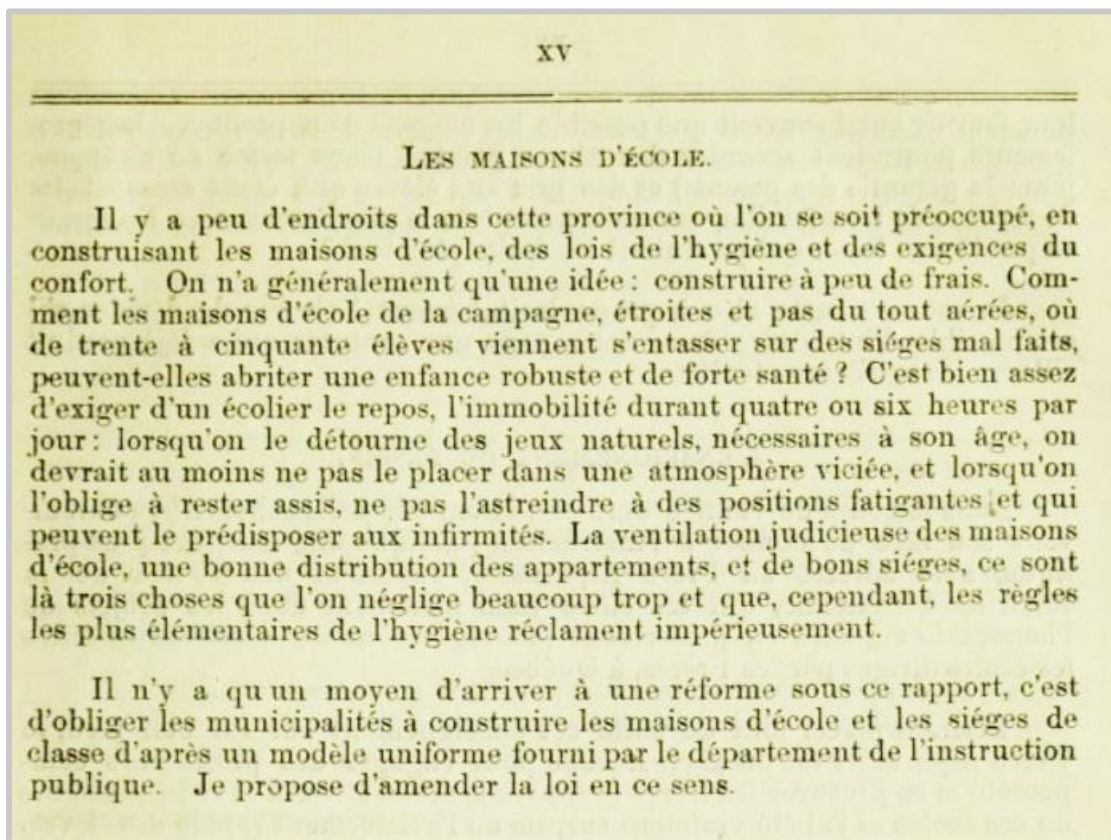 XV
LES MAISONS D'ÉCOLE.
Il y a peu d'endroits dans cette province où l'on se soit préoccupé, en
construisant les maisons d'école, des lois de l'hygiène et des exigences du
confort. On n'a généralement qu'une idée : construire à peu de frais. Com-
ment les maisons d'école de la campagne, étroites et pas du tout aérées, où
de trente à cinquante élèves viennent s'entasser sur des siéges mal faits,
peuvent-elles abriter une enfance robuste et de forte santé ? C'est bien assez
d'exiger d'un écolier le repos, l'immobilité durant quatre ou six heures par
jour : lorsqu'on le détourne des jeux naturels, nécessaires à son âge, on
devrait au moins ne pas le placer dans une atmosphère viciée, et lorsqu'on
l'oblige à rester assis, ne pas l'astreindre à des positions fatigantes et qui
peuvent le prédisposer aux infirmités. La ventilation judicieuse des maisons
d'école, une bonne distribution des appartements, et de bons siéges, ce sont
là trois choses que l'on néglige beaucoup trop et que, cependant, les règles
les plus élémentaires de l'hygiène réclament impérieusement.
Il n'y a qu'un moyen d'arriver à une réforme sous ce rapport, c'est
d'obliger les municipalités à construire les maisons d'école et les siéges de
classe d'après un modèle uniforme fourni par le département de l'instruction
publique. Je propose d'amender la loi en ce sens.